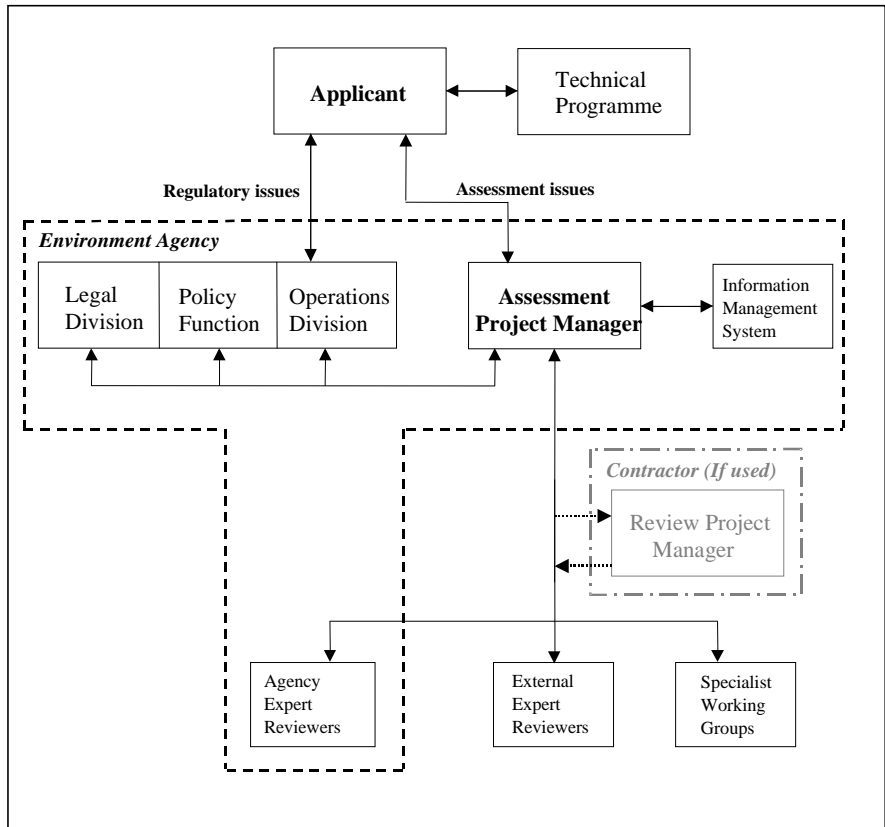 Applicant
Technical
Programme
Regulatory issues
Assessment issues
Environment Agency
Legal
Division
Policy
Function
Operations
Division
Assessment
Project Manager
Information
Management
System
Contractor (If used)
Review Project
Manager
Agency
Expert
Reviewers
External
Expert
Reviewers
Specialist
Working
Groups